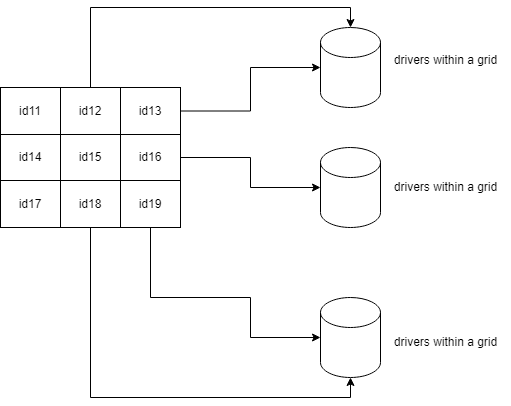 drivers within a grid
id11 id12 id13
id14 id15 id16
drivers within a grid
id17 id18 id19
drivers within a grid